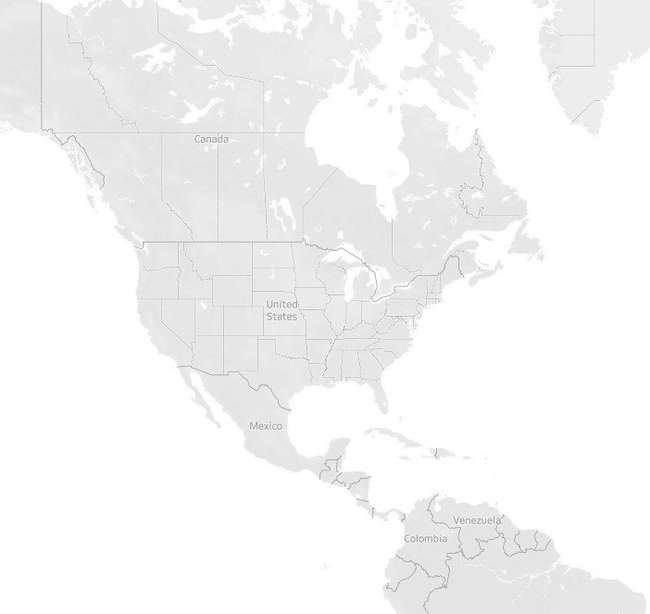 Canada
United
States
Mexico
Venezuela
Colombia